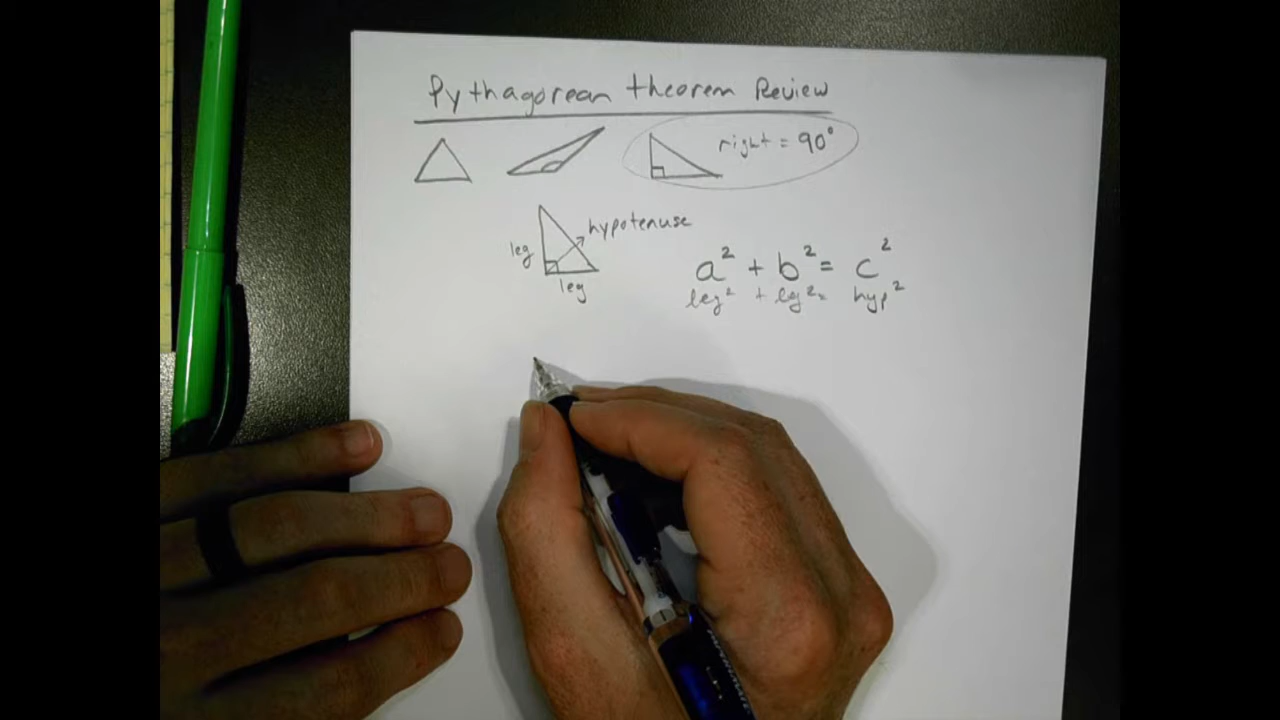 Pythagorean theorem Review
right = 90°
hypotenuse
leg
leg
a² + b² = c²
leg² + leg² = hyp²